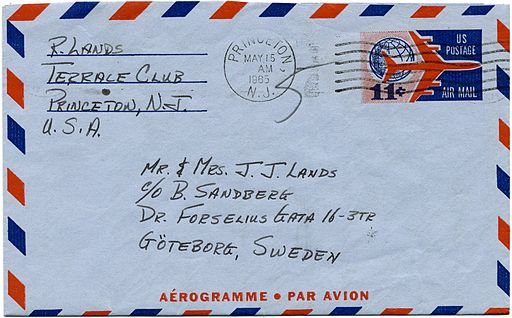 R. LANDS
TERRACE CLUB
PRINCETON, N.J.
U.S.A.
PRINCETON,
MAY 15
AM
1965
N.J.
US
POSTAGE
11¢
AIR MAIL
MR. & MRS. J. J. LANDS
c/o B. SANDBERG
DR. FORSELIUS GATA 16-3TR
GÖTEBORG, SWEDEN
AÉROGRAMME • PAR AVION